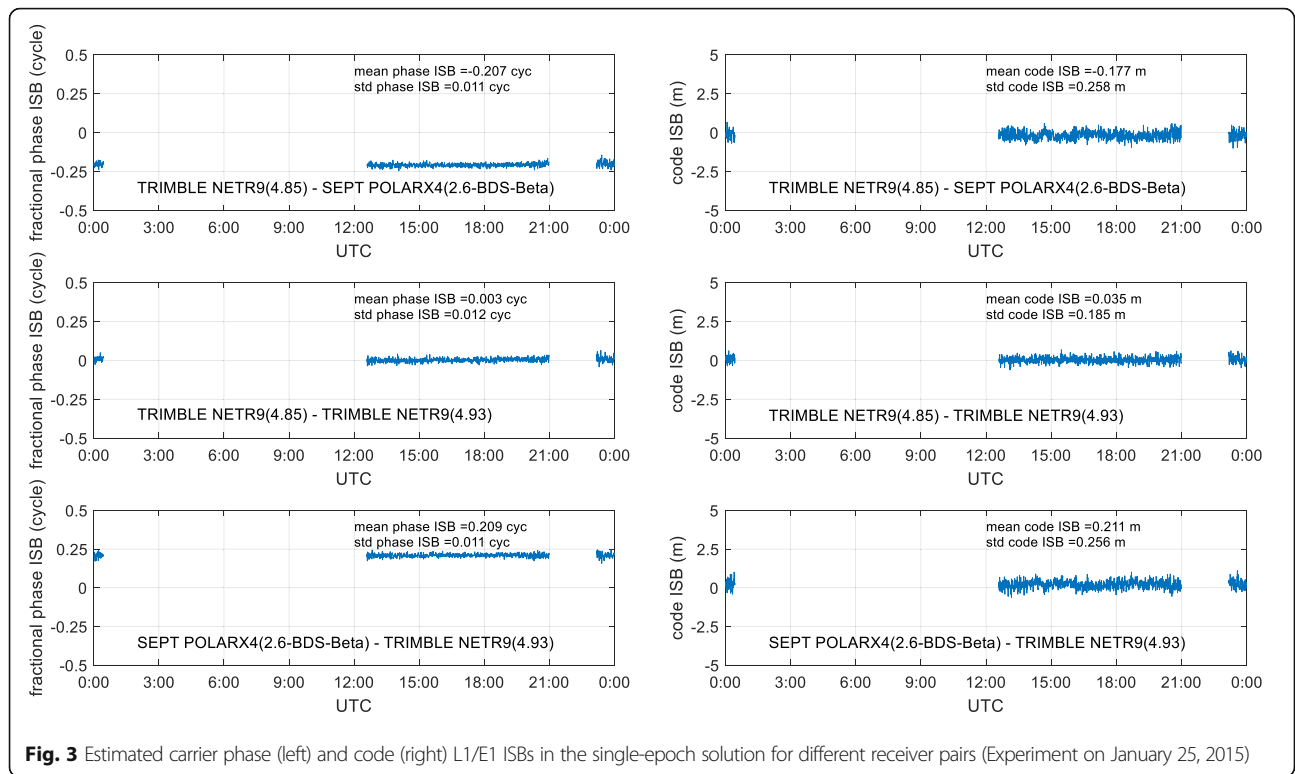 fractional phase ISB (cycle)
0.5
0.25
0
-0.25
-0.5
mean phase ISB =-0.207 cyc
std phase ISB =0.011 cyc
TRIMBLE NETR9(4.85) - SEPT POLARX4(2.6-BDS-Beta)
0:00 3:00 6:00 9:00 12:00 15:00 18:00 21:00 0:00
UTC
code ISB (m)
5
2.5
0
-2.5
-5
mean code ISB =-0.177 m
std code ISB =0.258 m
TRIMBLE NETR9(4.85) - SEPT POLARX4(2.6-BDS-Beta)
0:00 3:00 6:00 9:00 12:00 15:00 18:00 21:00 0:00
UTC
fractional phase ISB (cycle)
0.5
0.25
0
-0.25
-0.5
mean phase ISB =0.003 cyc
std phase ISB =0.012 cyc
TRIMBLE NETR9(4.85) - TRIMBLE NETR9(4.93)
0:00 3:00 6:00 9:00 12:00 15:00 18:00 21:00 0:00
UTC
code ISB (m)
5
2.5
0
-2.5
-5
mean code ISB =0.035 m
std code ISB =0.185 m
TRIMBLE NETR9(4.85) - TRIMBLE NETR9(4.93)
0:00 3:00 6:00 9:00 12:00 15:00 18:00 21:00 0:00
UTC
fractional phase ISB (cycle)
0.5
0.25
0
-0.25
-0.5
mean phase ISB =0.209 cyc
std phase ISB =0.011 cyc
SEPT POLARX4(2.6-BDS-Beta) - TRIMBLE NETR9(4.93)
0:00 3:00 6:00 9:00 12:00 15:00 18:00 21:00 0:00
UTC
code ISB (m)
5
2.5
0
-2.5
-5
mean code ISB =0.211 m
std code ISB =0.256 m
SEPT POLARX4(2.6-BDS-Beta) - TRIMBLE NETR9(4.93)
0:00 3:00 6:00 9:00 12:00 15:00 18:00 21:00 0:00
UTC
Fig. 3 Estimated carrier phase (left) and code (right) L1/E1 ISBs in the single-epoch solution for different receiver pairs (Experiment on January 25, 2015)